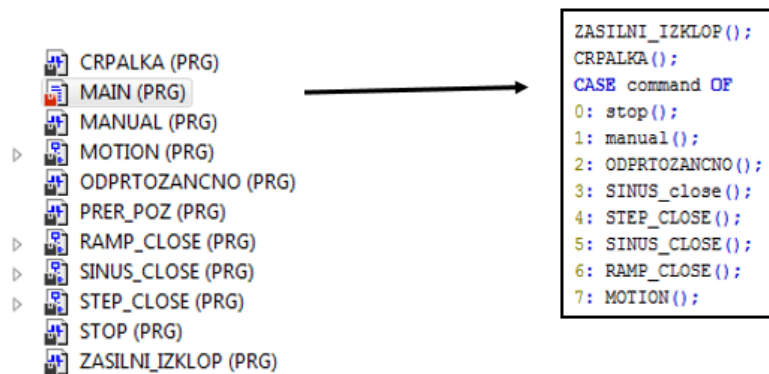 CRPALKA (PRG)
MAIN (PRG)
MANUAL (PRG)
MOTION (PRG)
ODPRTOZANCNO (PRG)
PRER_POZ (PRG)
RAMP_CLOSE (PRG)
SINUS_CLOSE (PRG)
STEP_CLOSE (PRG)
STOP (PRG)
ZASILNI_IZKLOP (PRG)
ZASILNI_IZKLOP();
CRPALKA();
CASE command OF
0: stop();
1: manual();
2: ODPRTOZANCNO();
3: SINUS_close();
4: STEP_CLOSE();
5: SINUS_CLOSE();
6: RAMP_CLOSE();
7: MOTION();